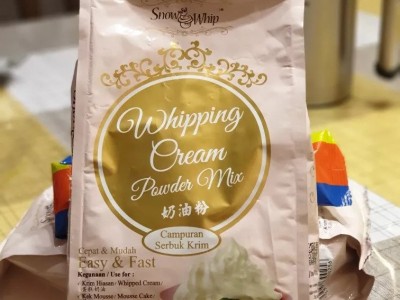 Snow Whip
Whipping
Cream
Powder Mix
奶油粉
Campuran
Serbuk Krim
Cepat & Mudah
Easy & Fast
Kegunaan / Use for :
• Krim Hiasan / Whipped Cream
• Kek Mousse / Mousse Cake